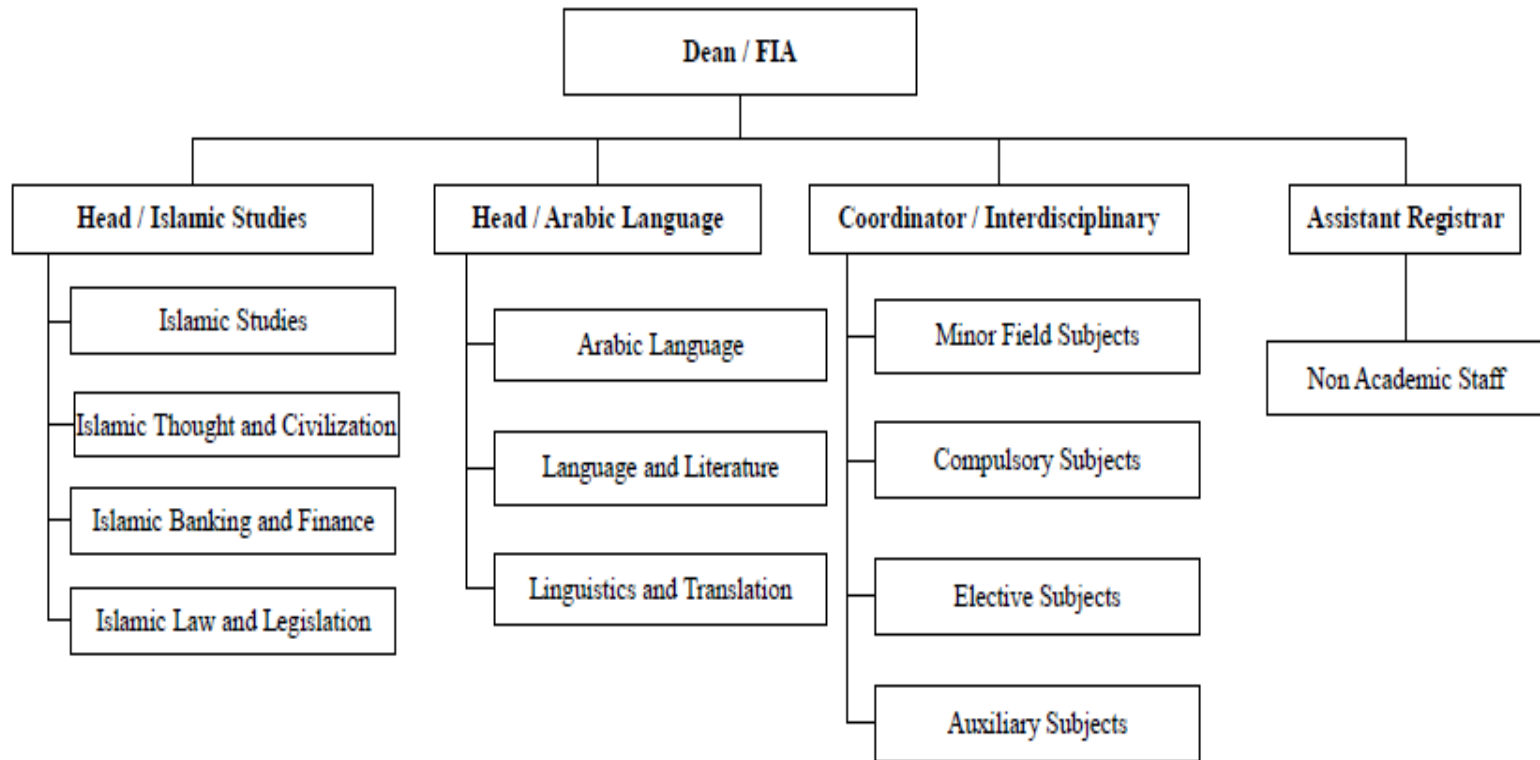 Dean / FIA
Head / Islamic Studies
Head / Arabic Language
Coordinator / Interdisciplinary
Assistant Registrar
Islamic Studies
Islamic Thought and Civilization
Islamic Banking and Finance
Islamic Law and Legislation
Arabic Language
Language and Literature
Linguistics and Translation
Minor Field Subjects
Compulsory Subjects
Elective Subjects
Auxiliary Subjects
Non Academic Staff